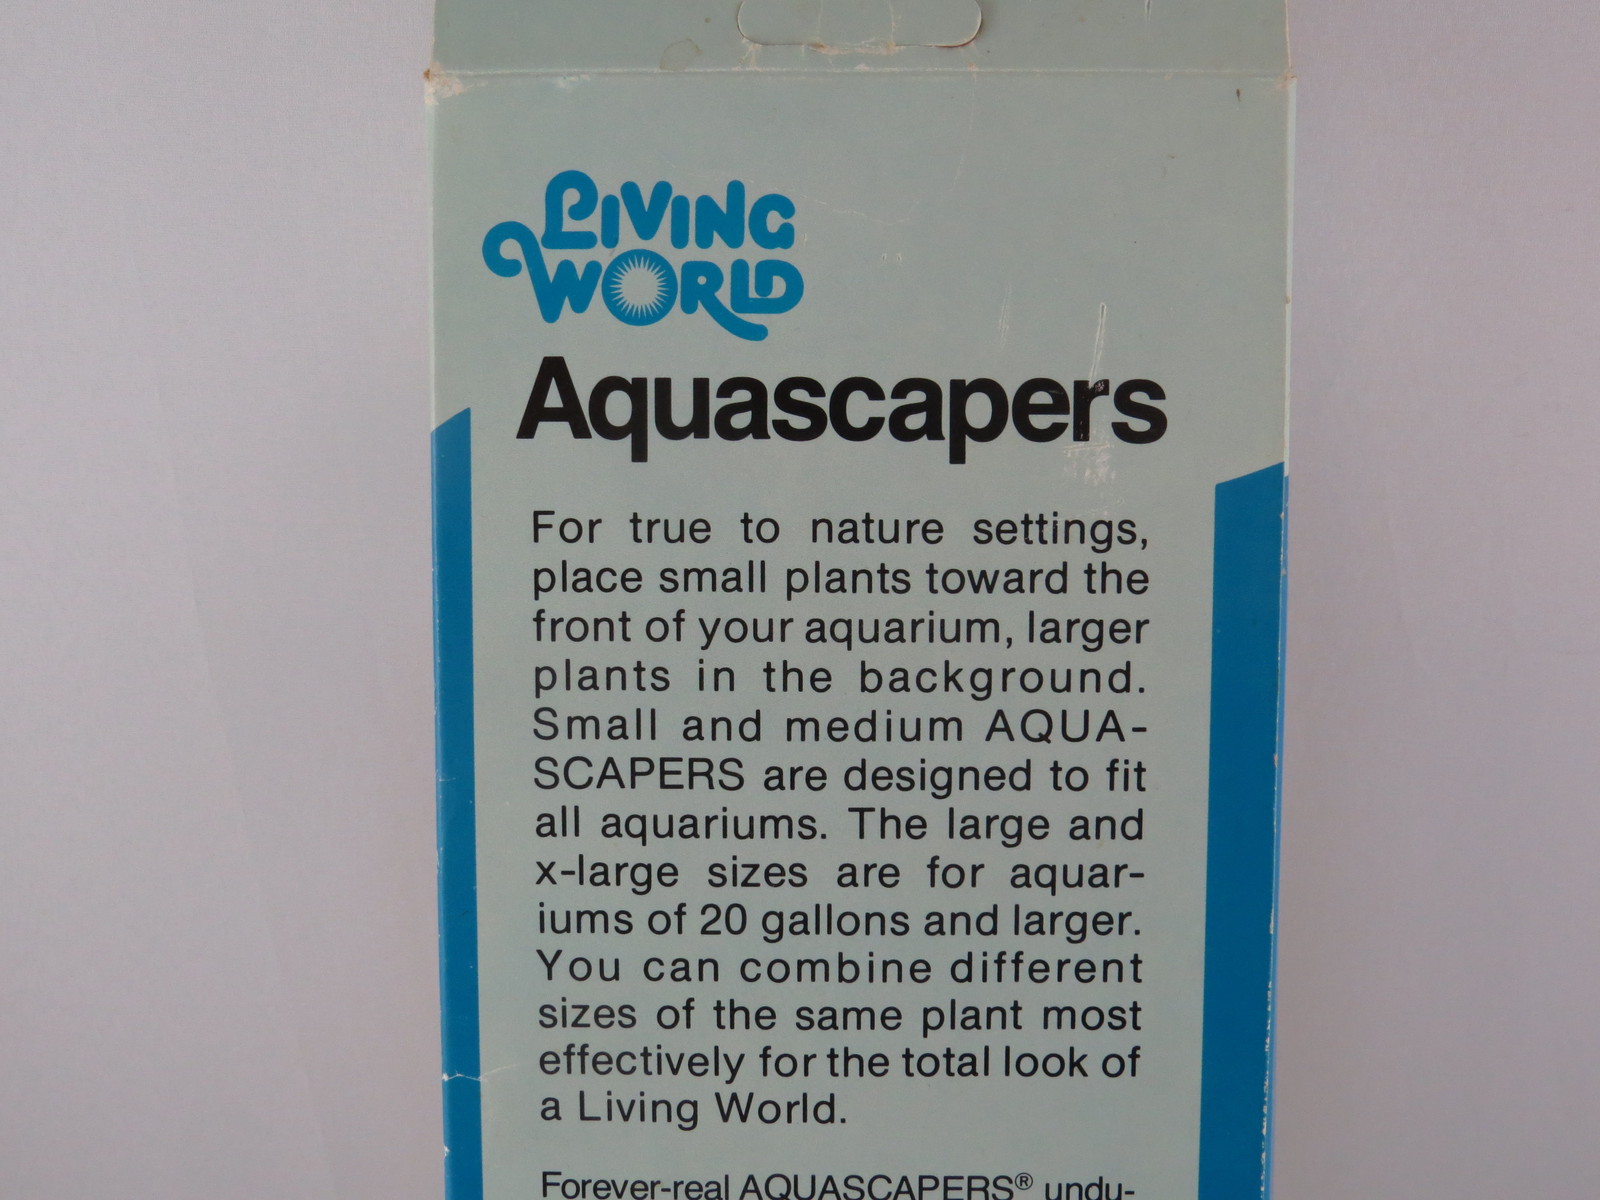 LIVING
WORLD
Aquascapers
For true to nature settings,
place small plants toward the
front of your aquarium, larger
plants in the background.
Small and medium AQUA-
SCAPERS are designed to fit
all aquariums. The large and
x-large sizes are for aquar-
iums of 20 gallons and larger.
You can combine different
sizes of the same plant most
effectively for the total look of
a Living World.
Forever-real AQUASCAPERS® undu-